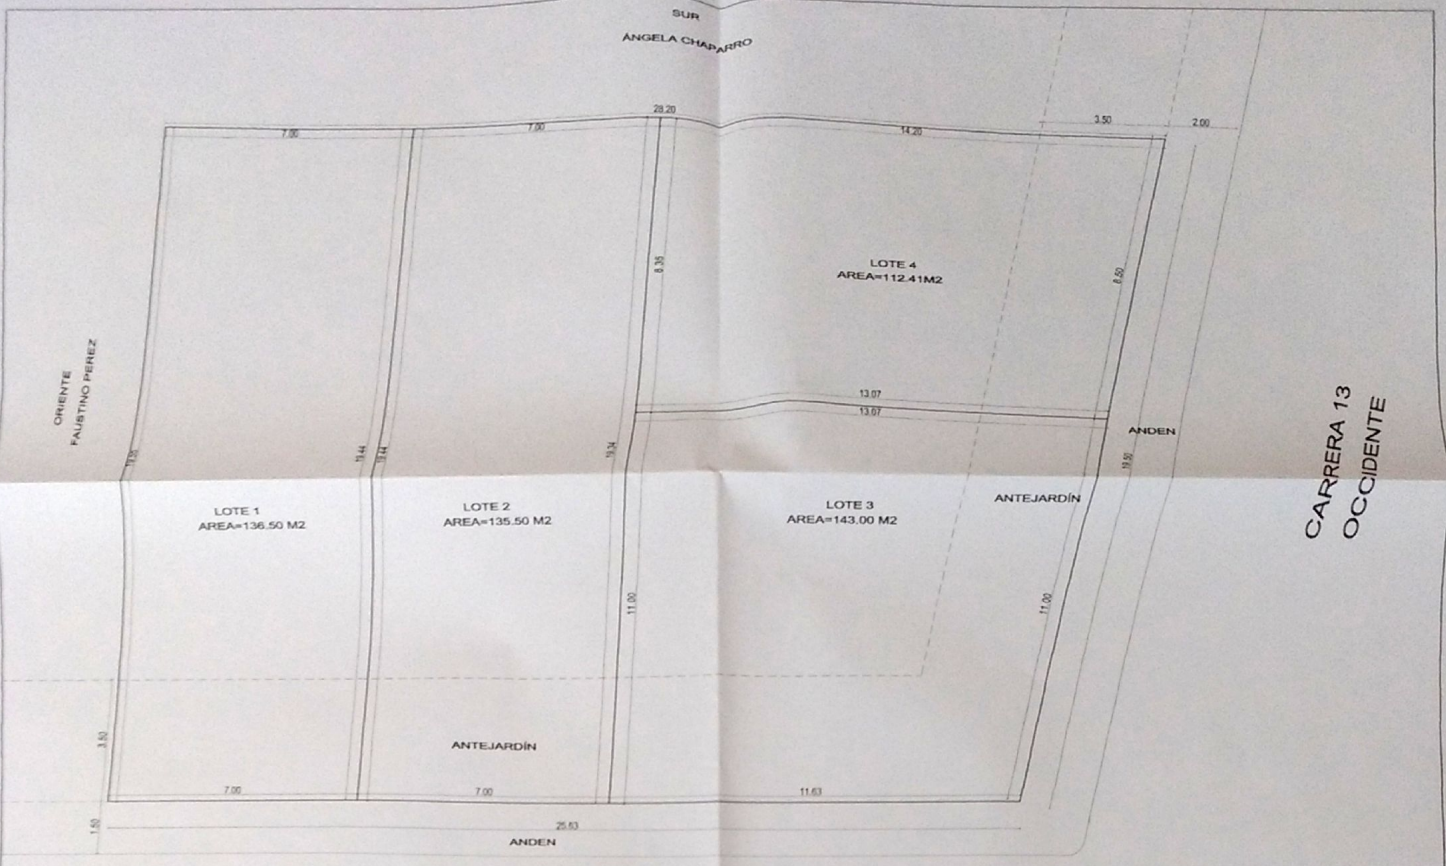 SUR
ÁNGELA CHAPARRO
28.20
7.00
7.00
14.20
3.50
2.00
8.35
8.50
LOTE 4
AREA=112.41M2
ORIENTE
FAUSTINO PEREZ
13.07
13.07
ANDEN
CARRERA 13
OCCIDENTE
19.44
19.44
19.34
19.50
LOTE 1
AREA=136.50 M2
LOTE 2
AREA=135.50 M2
LOTE 3
AREA=143.00 M2
ANTEJARDÍN
11.00
11.00
3.50
ANTEJARDÍN
7.00
7.00
11.63
1.50
25.63
ANDEN